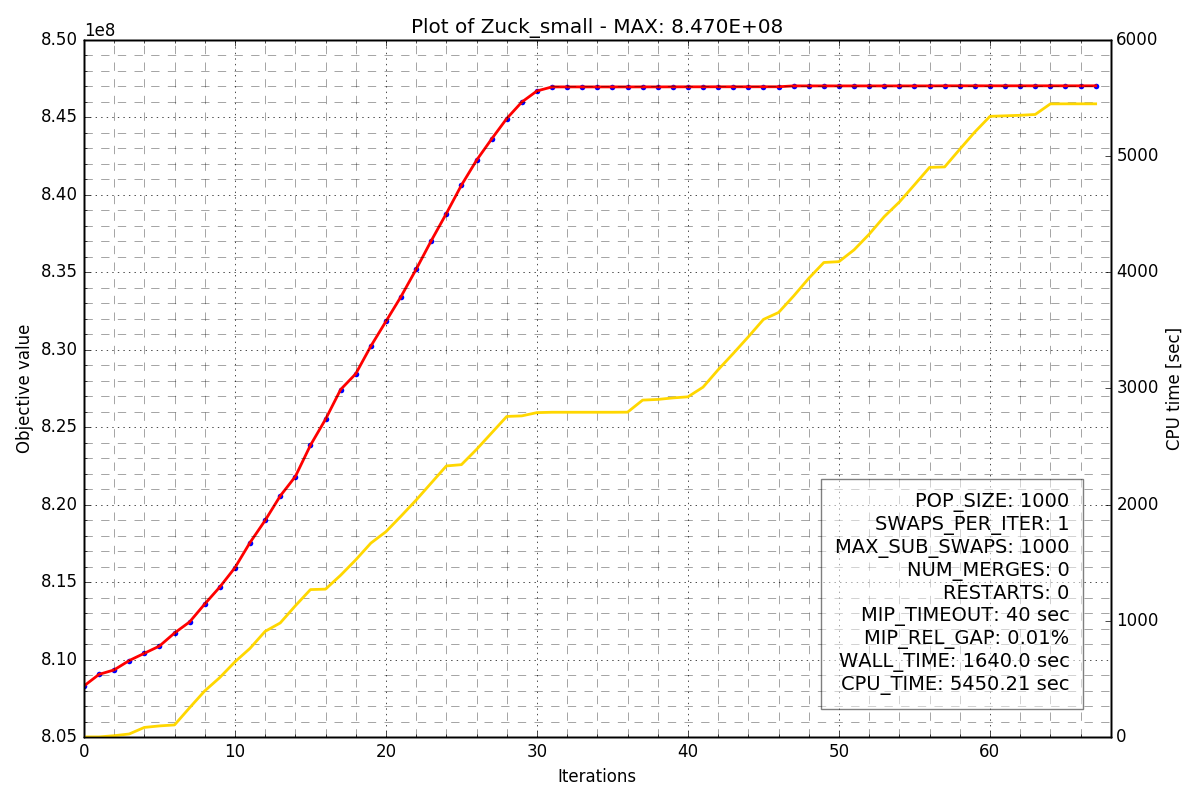 Plot of Zuck_small - MAX: 8.470E+08
1e8
8.50
8.45
8.40
8.35
8.30
8.25
8.20
8.15
8.10
8.05
Objective value
6000
5000
4000
3000
2000
1000
0
CPU time [sec]
POP_SIZE: 1000
SWAPS_PER_ITER: 1
MAX_SUB_SWAPS: 1000
NUM_MERGES: 0
RESTARTS: 0
MIP_TIMEOUT: 40 sec
MIP_REL_GAP: 0.01%
WALL_TIME: 1640.0 sec
CPU_TIME: 5450.21 sec
0 10 20 30 40 50 60
Iterations